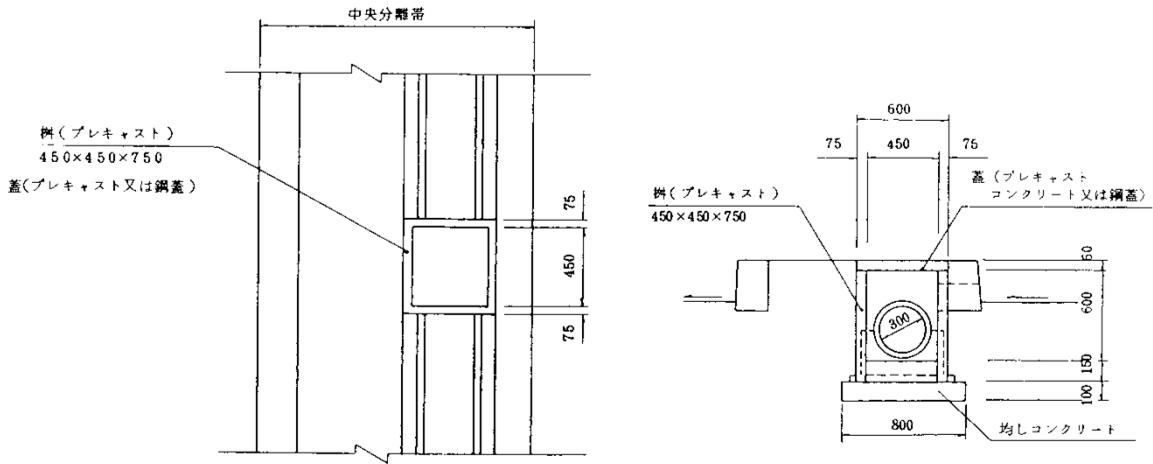 中央分離帯
桝(プレキャスト)
450×450×750
蓋(プレキャスト又は鋼蓋)
75
450
75
600
75
450
75
蓋(プレキャスト
コンクリート又は鋼蓋)
桝(プレキャスト)
450×450×750
300
60
600
150
100
800
均しコンクリート